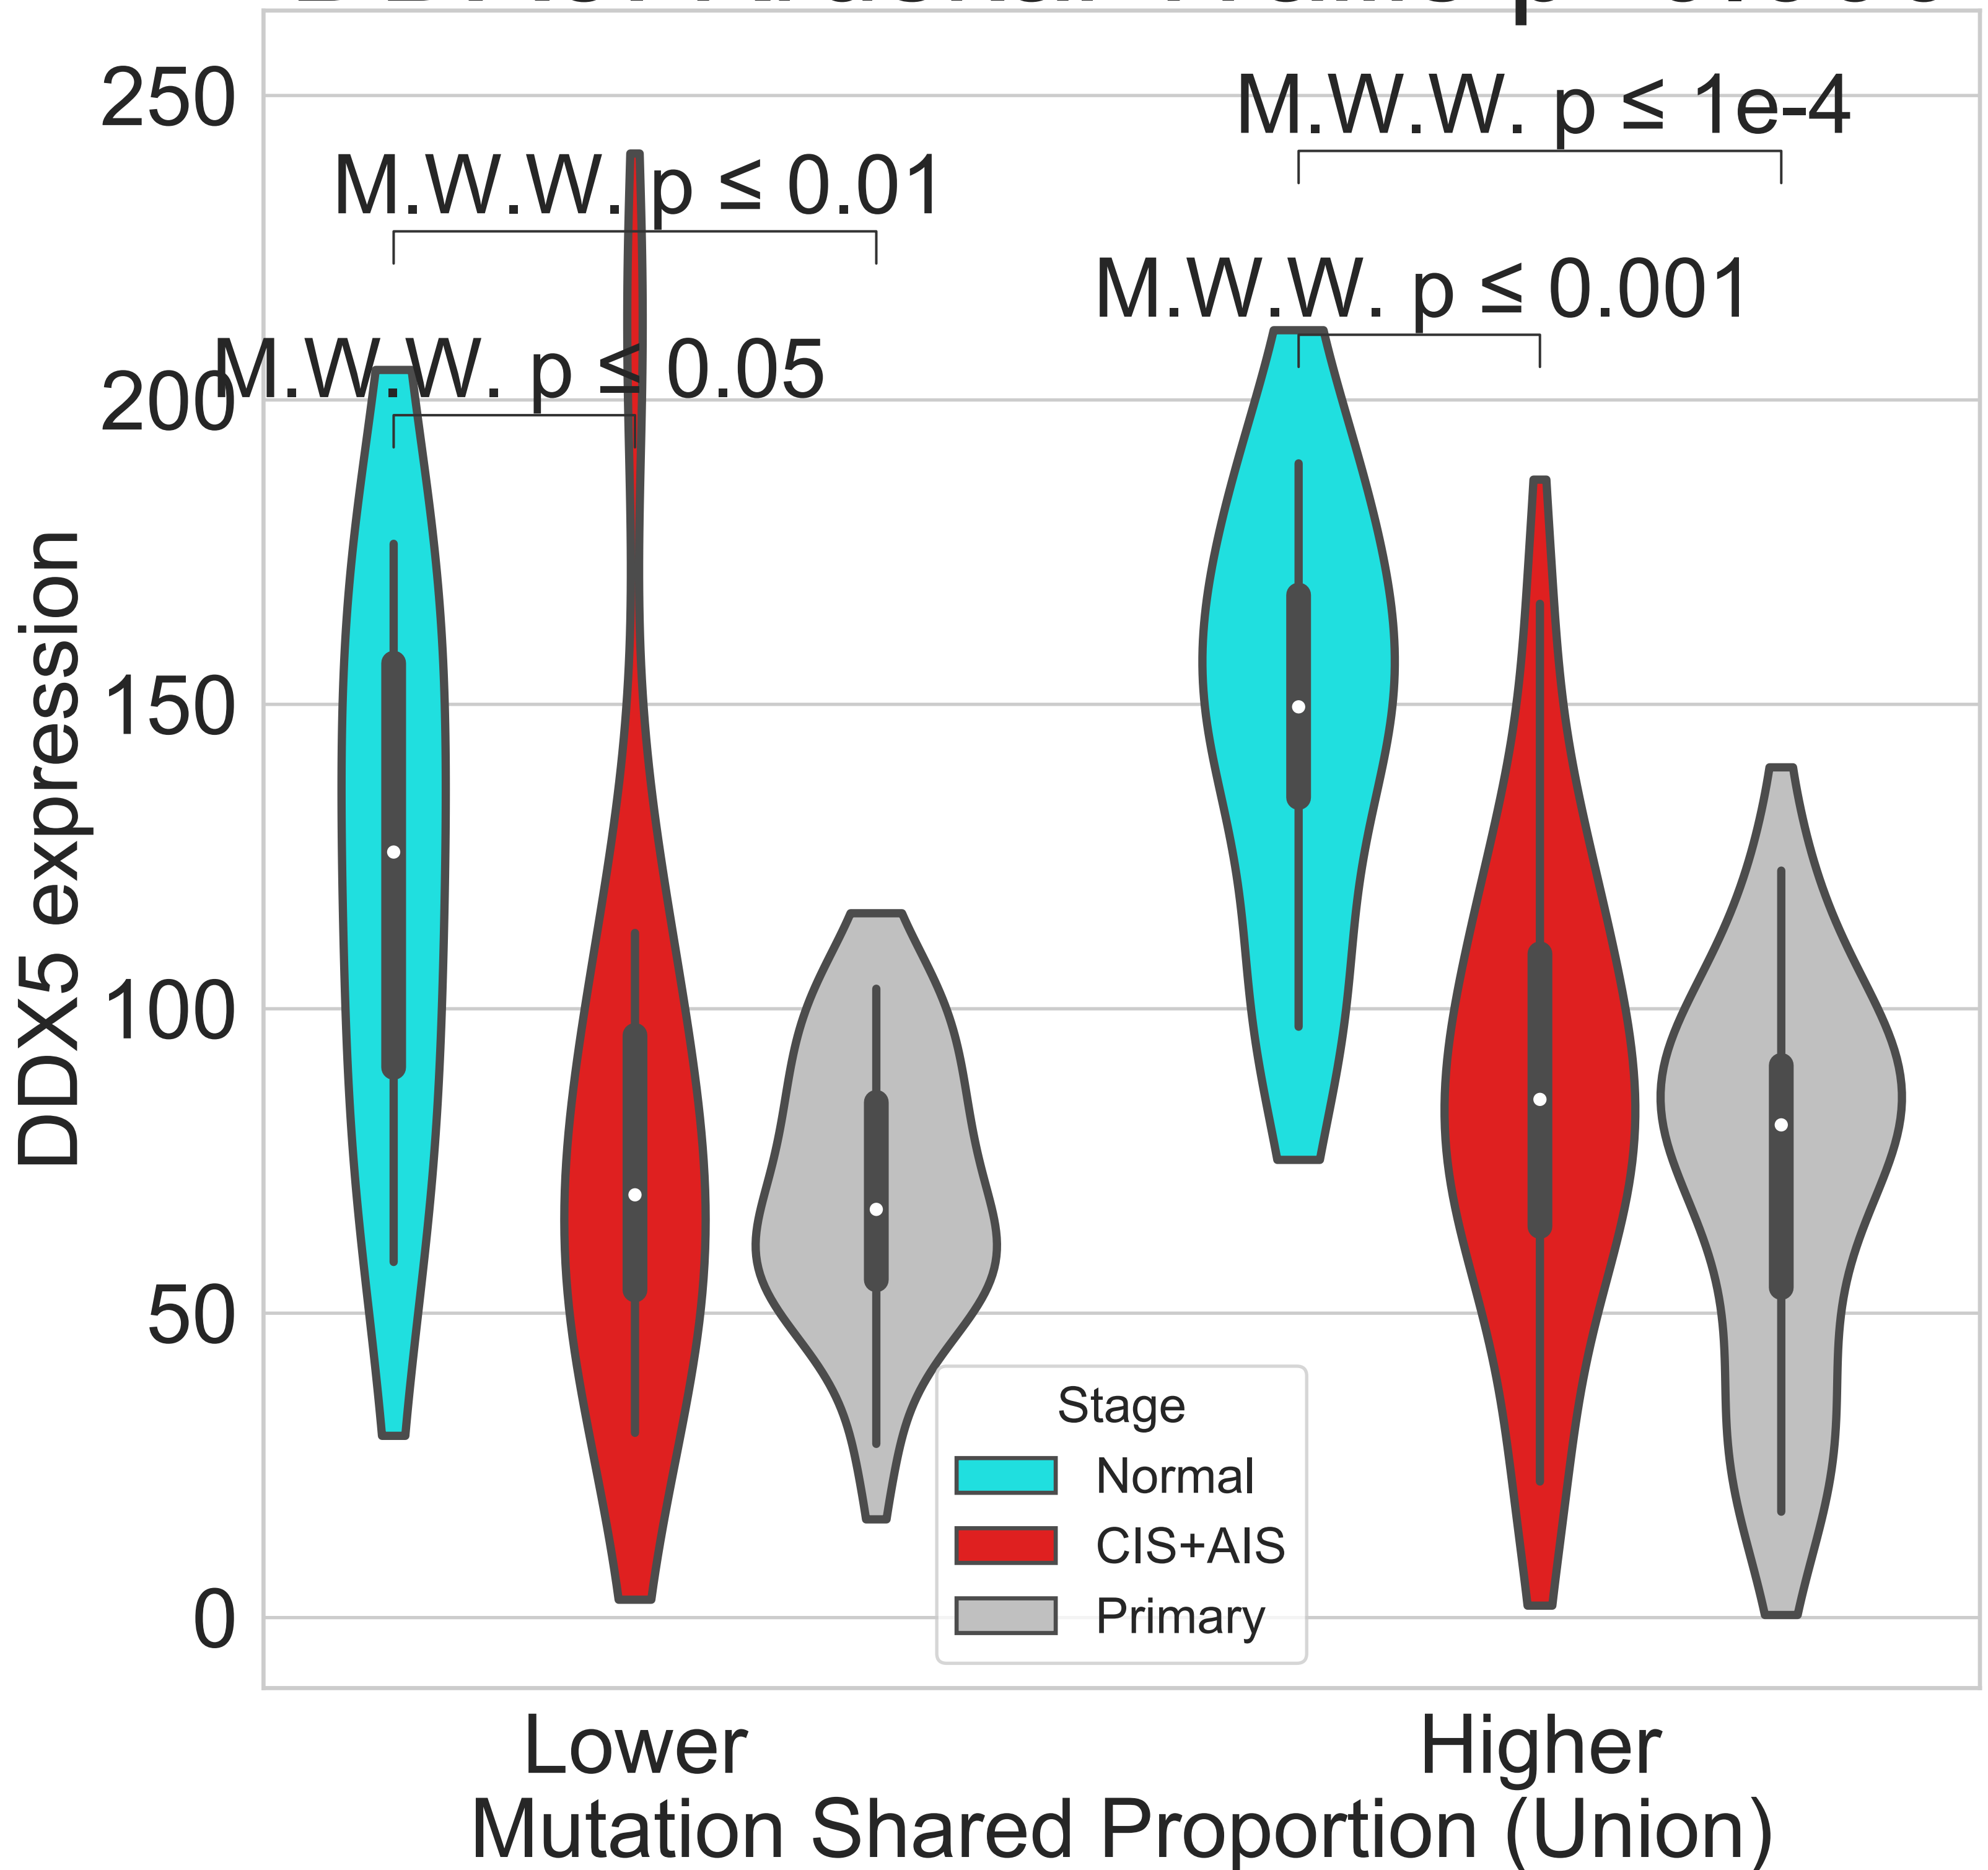 250
200
150
100
50
0
DDX5 expression
M.W.W. p ≤ 1e-4
M.W.W. p ≤ 0.01
M.W.W. p ≤ 0.001
M.W.W. p ≤ 0.05
Stage
Normal
CIS+AIS
Primary
Lower
Higher
Mutation Shared Proportion (Union)